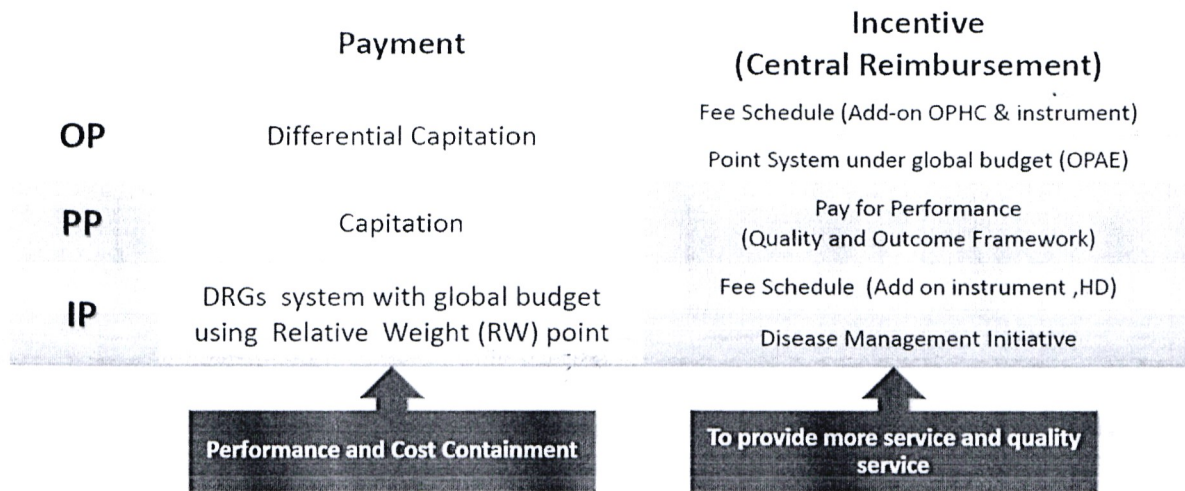 Payment
Incentive
(Central Reimbursement)
OP
Differential Capitation
Fee Schedule (Add-on OPHC & instrument)
Point System under global budget (OPAE)
PP
Capitation
Pay for Performance
(Quality and Outcome Framework)
IP
DRGs system with global budget
using Relative Weight (RW) point
Fee Schedule (Add on instrument ,HD)
Disease Management Initiative
Performance and Cost Containment
To provide more service and quality
service